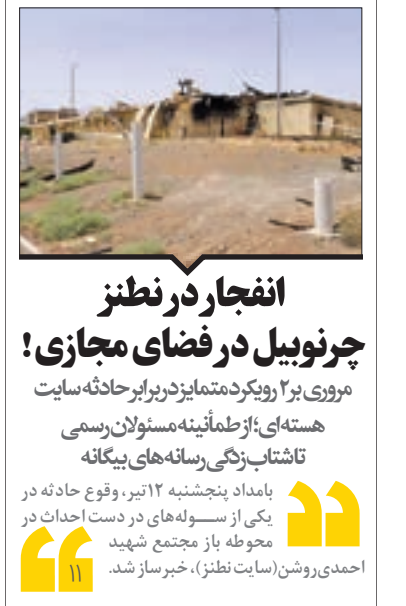 انفجار در نطنز
چرنوبیل در فضای مجازی!
مروری بر ۲ رویکرد متمایز در برابر حادثه سایت
هسته‌ای؛ از طمأنینه مسئولان رسمی
تا شتاب‌زدگی رسانه‌های بیگانه
بامداد پنجشنبه ۱۲ تیر، وقوع حادثه در
یکی از ســـوله‌های در دست احداث در
محوطه باز مجتمع شهید
احمدی‌روشن (سایت نطنز)، خبرساز شد.
۱۱